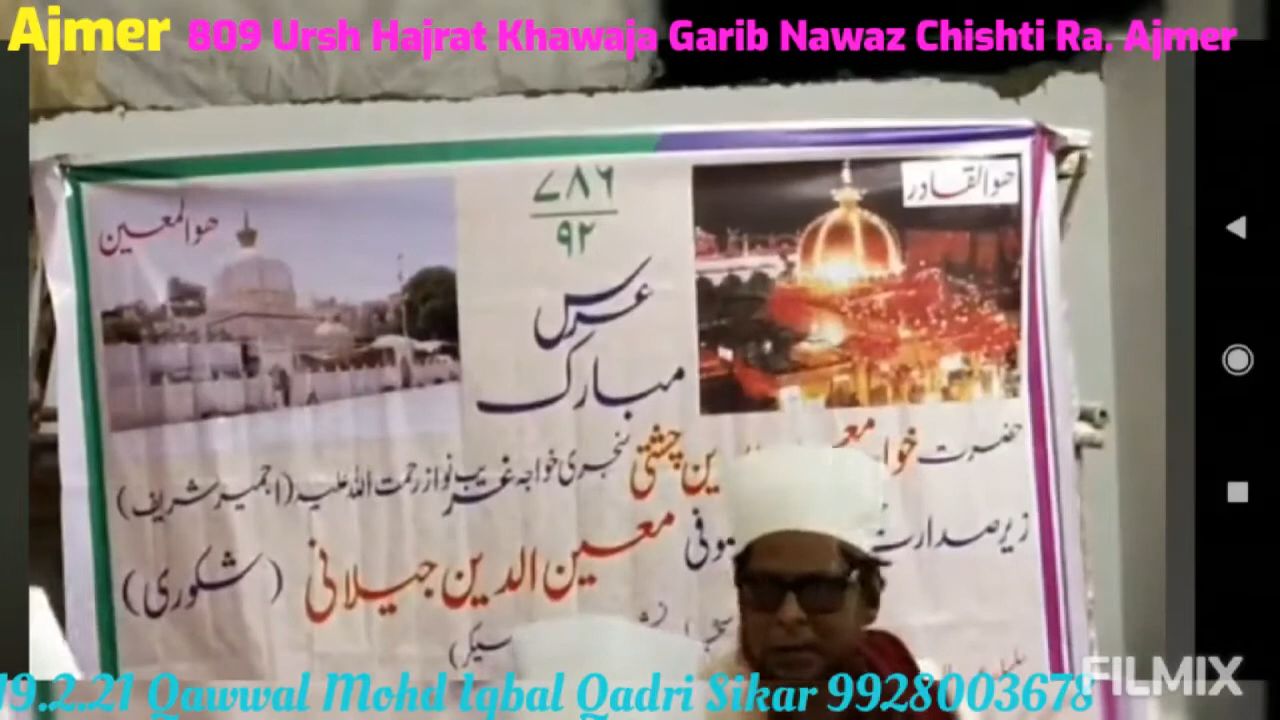 Ajmer 809 Ursh Hajrat Khawaja Garib Nawaz Chishti Ra. Ajmer
ھوالقادر
۷۸۶
۹۲
ھوالمعین
عرس
مبارک
حضرت چشتی سنجری خواجہ غریب نواز رحمت اللہ علیہ (اجمیر شریف)
زیر صدارت معین الدین جیلانی (شکوری)
سیکر)
19.2.21 Qawwal Mohd Iqbal Qadri Sikar 9928003678
FILMIX